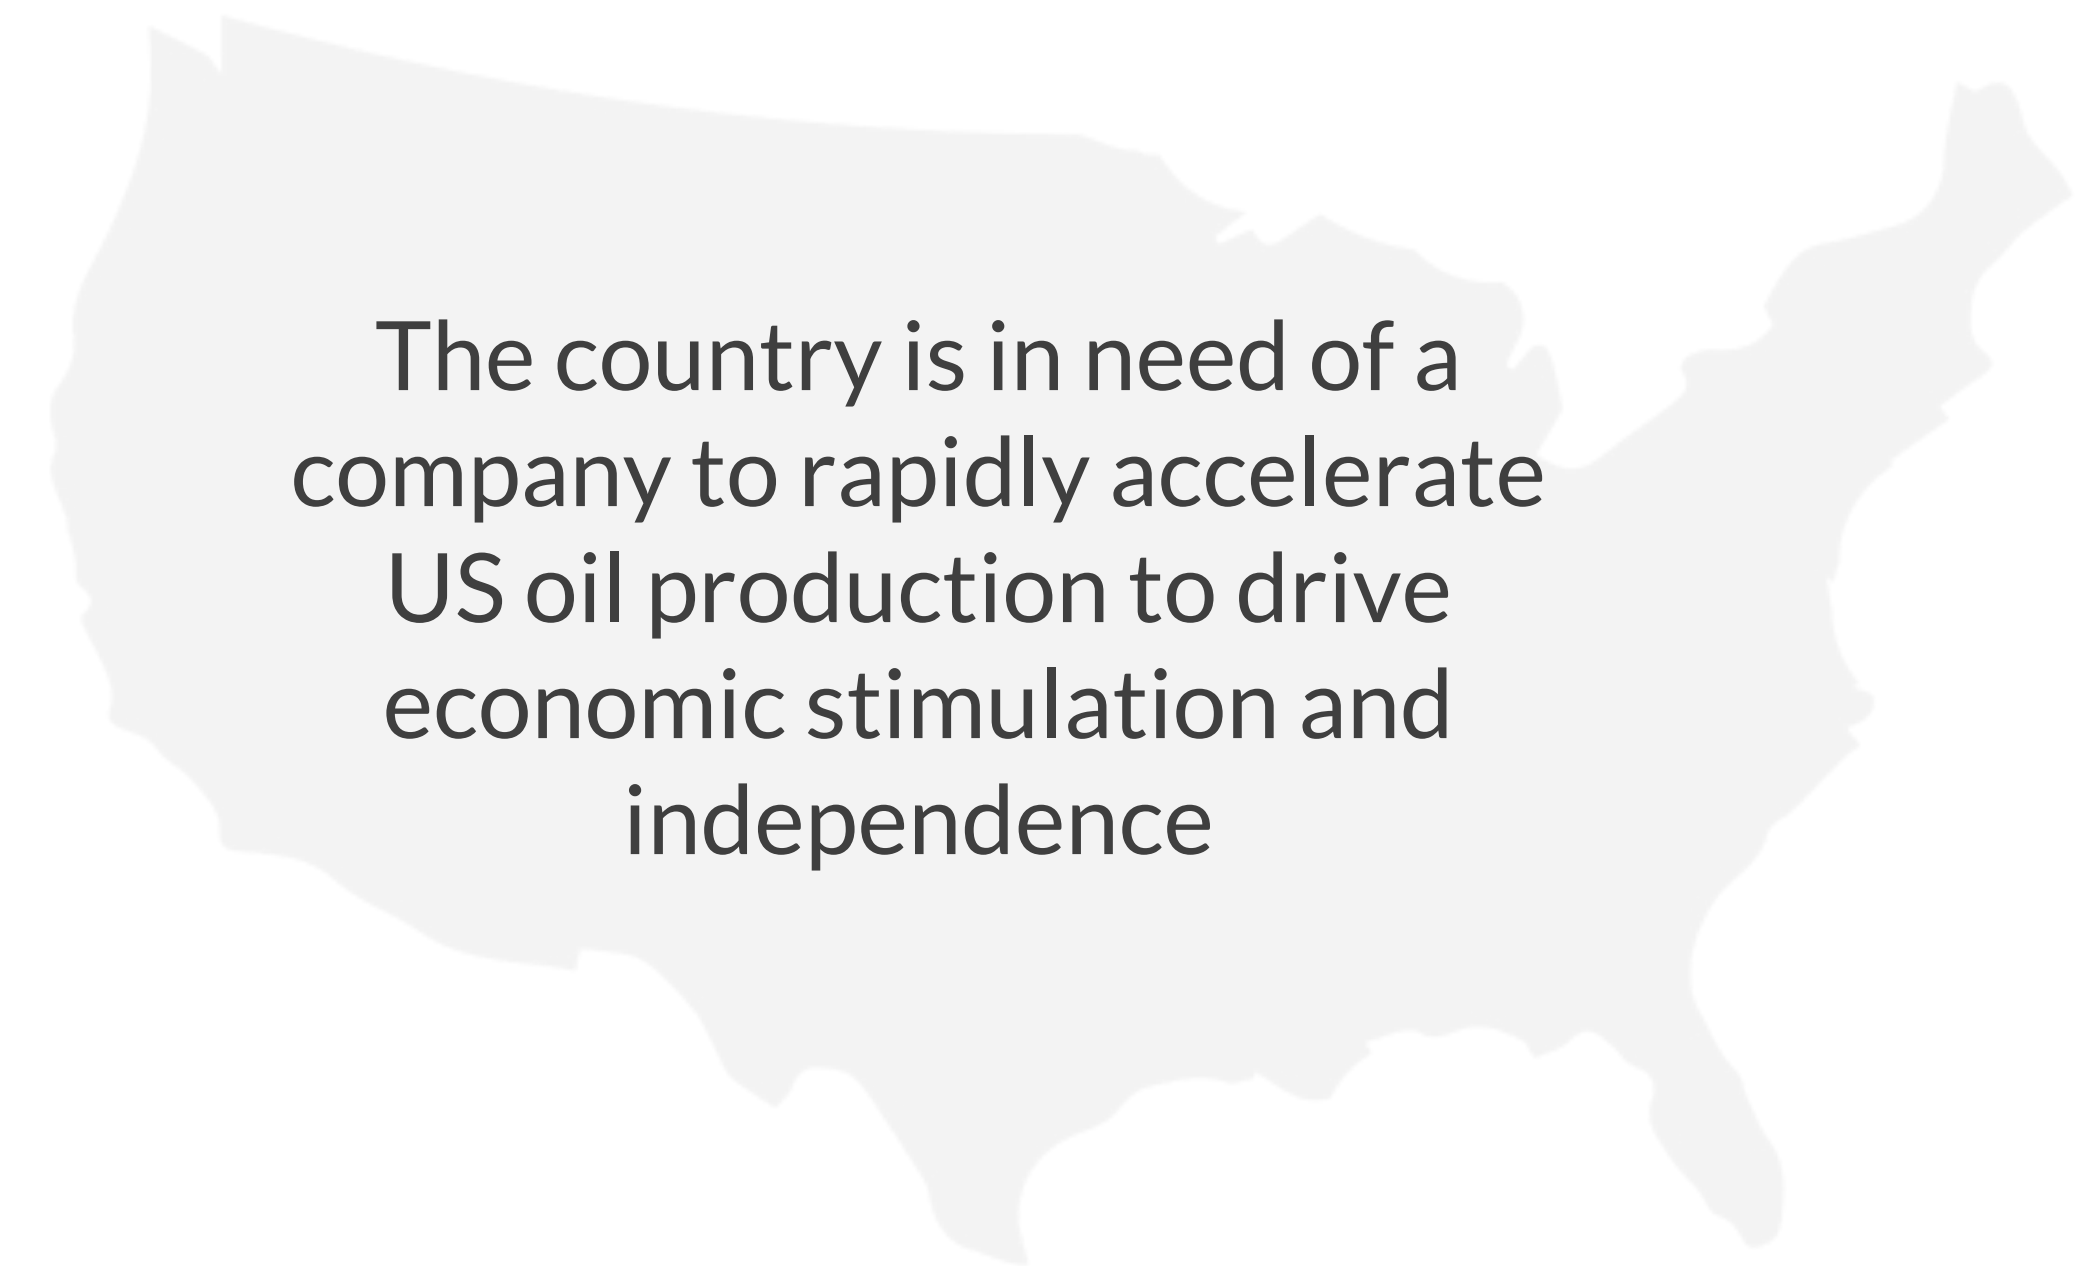 The country is in need of a
company to rapidly accelerate
US oil production to drive
economic stimulation and
independence